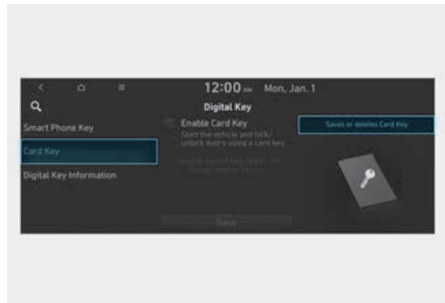 12:00 Mon, Jan. 1
Digital Key
Smart Phone Key
Card Key
Digital Key Information
Enable Card Key
Start the vehicle and lock/
unlock doors using a card key.
Saves or deletes Card Key.
Save